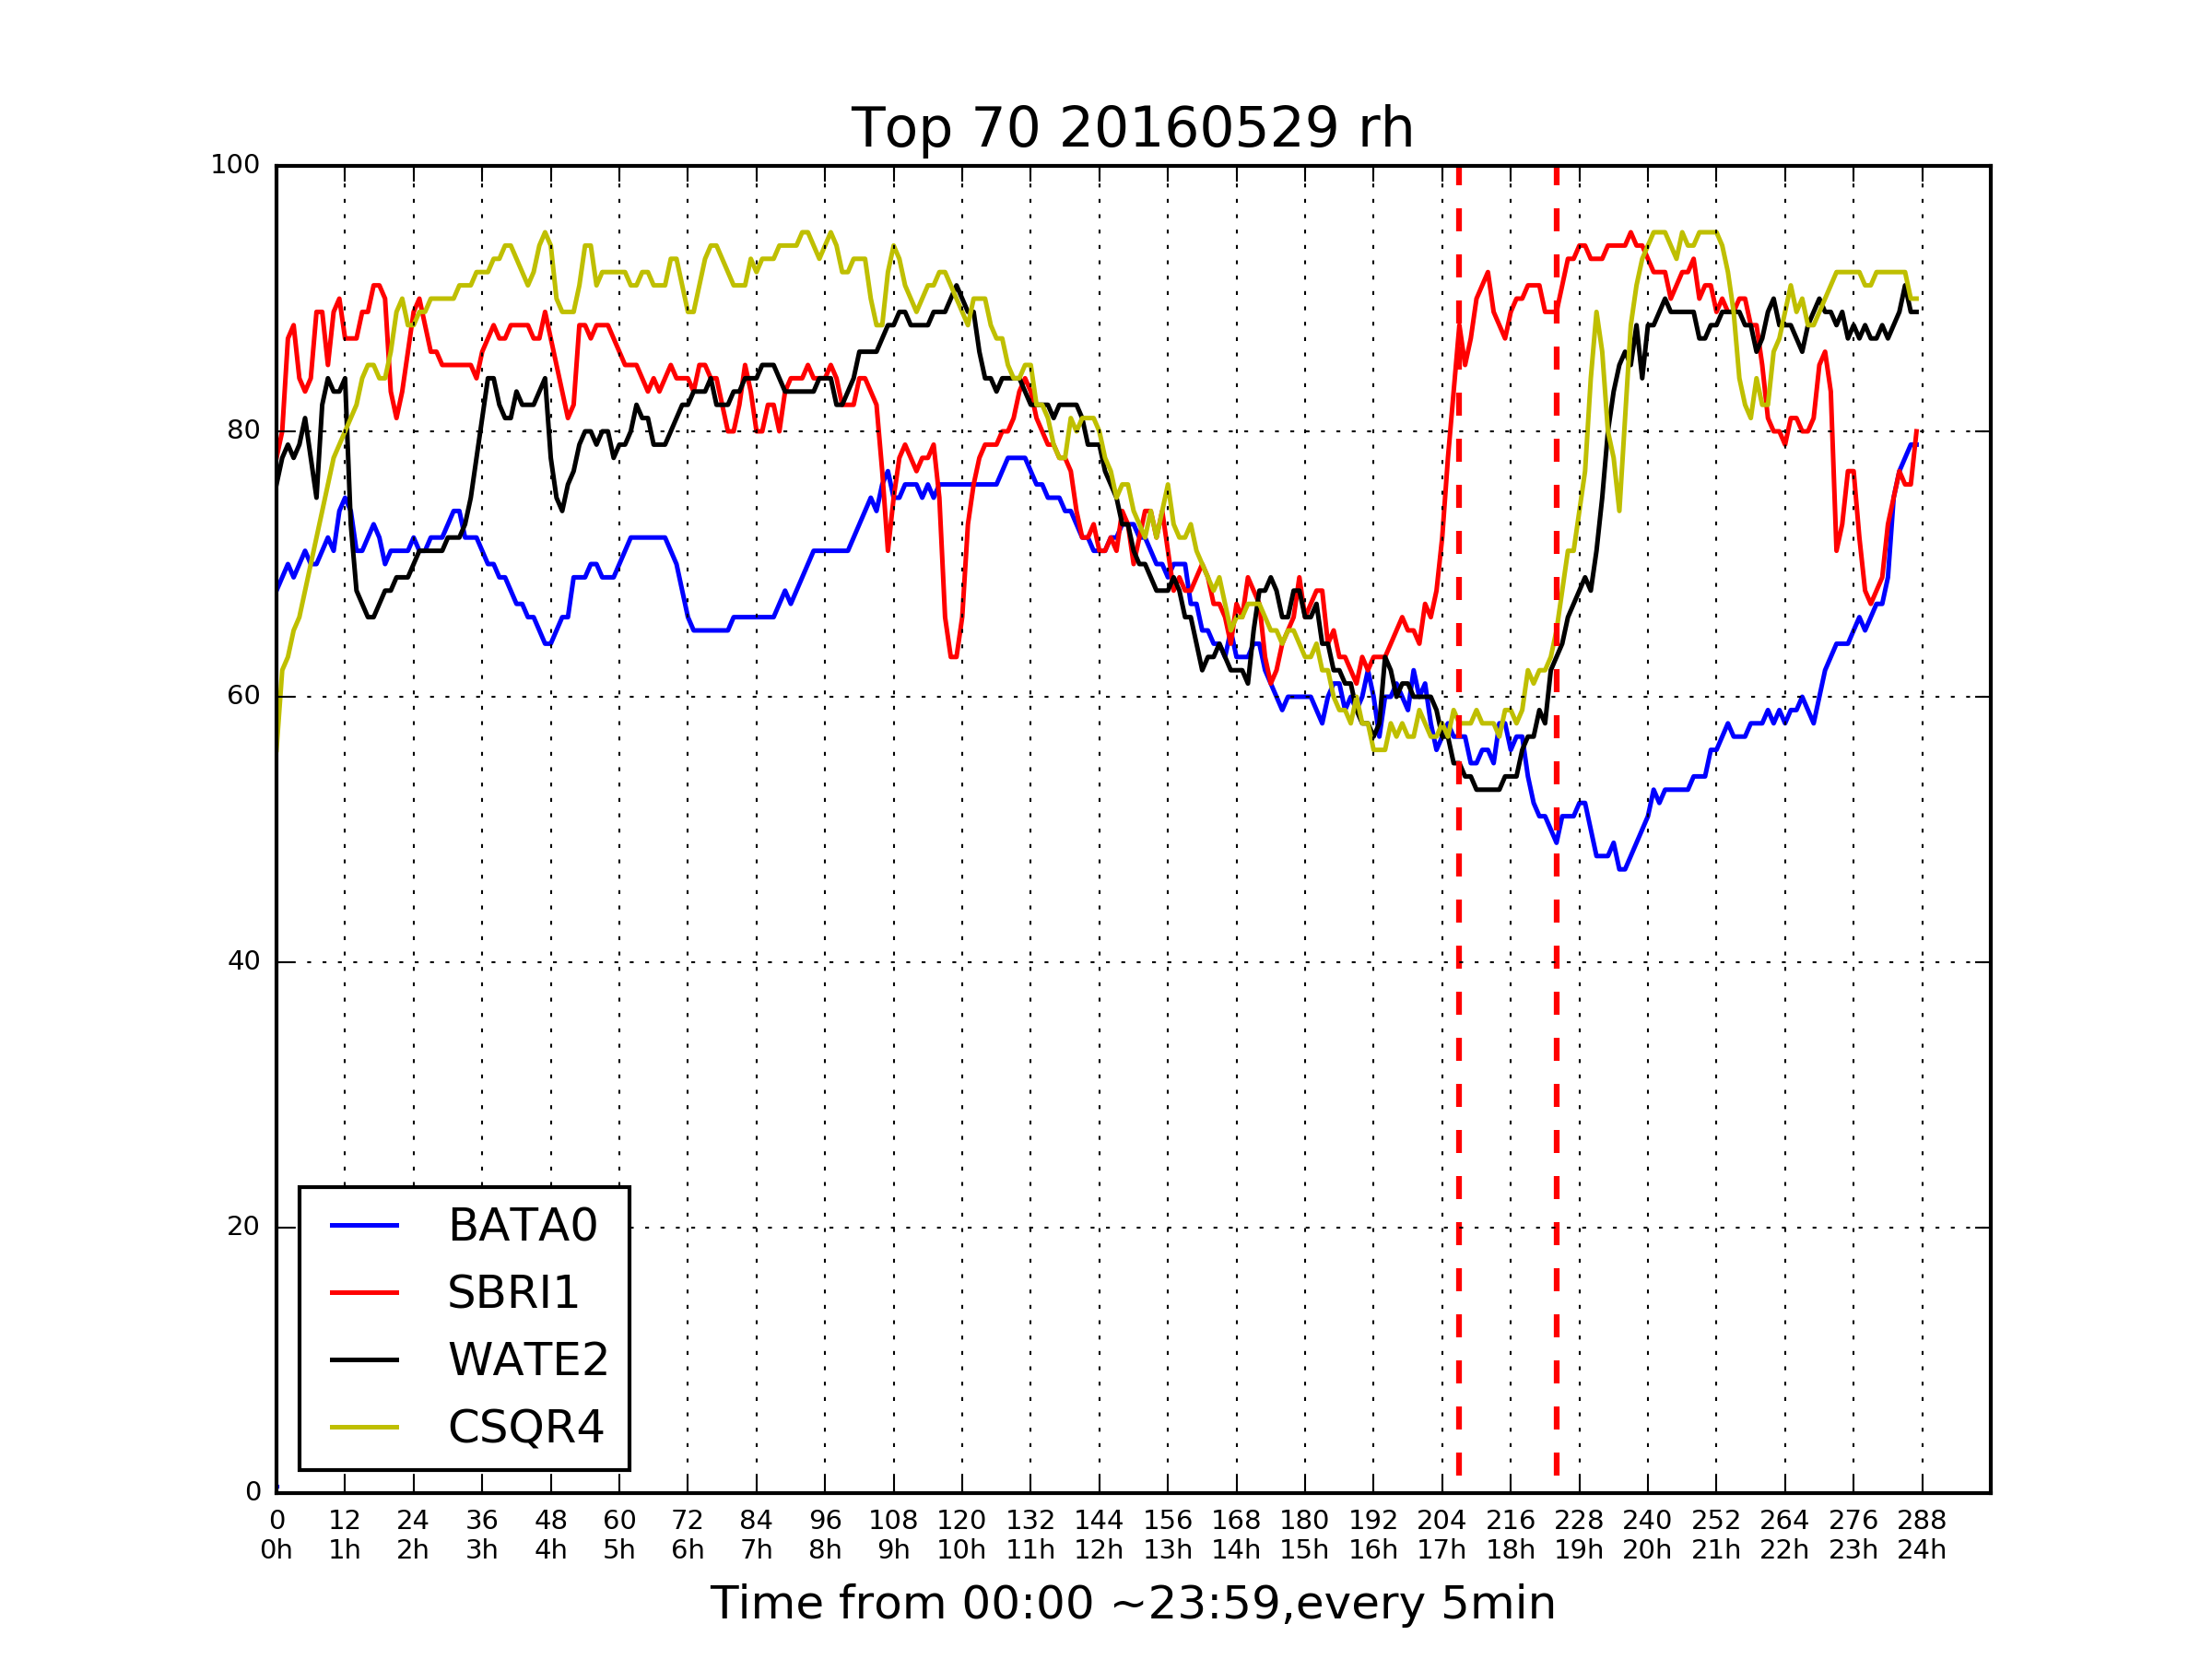 Top 70 20160529 rh
100
80
60
40
20
0
BATA0
SBRI1
WATE2
CSQR4
0 12 24 36 48 60 72 84 96 108 120 132 144 156 168 180 192 204 216 228 240 252 264 276 288
0h 1h 2h 3h 4h 5h 6h 7h 8h 9h 10h 11h 12h 13h 14h 15h 16h 17h 18h 19h 20h 21h 22h 23h 24h
Time from 00:00 ~23:59,every 5min